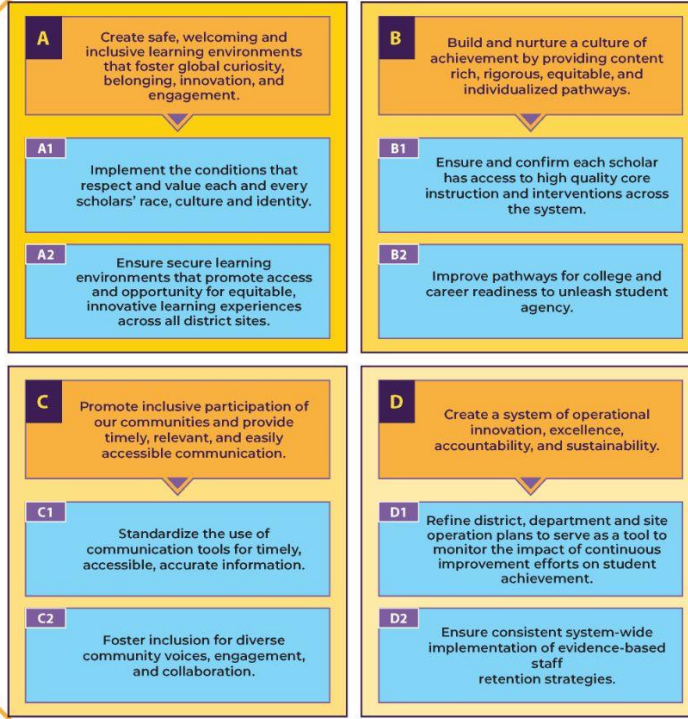 A
Create safe, welcoming and
inclusive learning environments
that foster global curiosity,
belonging, innovation, and
engagement.
A1
Implement the conditions that
respect and value each and every
scholars' race, culture and identity.
A2
Ensure secure learning
environments that promote access
and opportunity for equitable,
innovative learning experiences
across all district sites.
B
Build and nurture a culture of
achievement by providing content
rich, rigorous, equitable, and
individualized pathways.
B1
Ensure and confirm each scholar
has access to high quality core
instruction and interventions across
the system.
B2
Improve pathways for college and
career readiness to unleash student
agency.
C
Promote inclusive participation of
our communities and provide
timely, relevant, and easily
accessible communication.
C1
Standardize the use of
communication tools for timely,
accessible, accurate information.
C2
Foster inclusion for diverse
community voices, engagement,
and collaboration.
D
Create a system of operational
innovation, excellence,
accountability, and sustainability.
D1
Refine district, department and site
operation plans to serve as a tool to
monitor the impact of continuous
improvement efforts on student
achievement.
D2
Ensure consistent system-wide
implementation of evidence-based
staff
retention strategies.